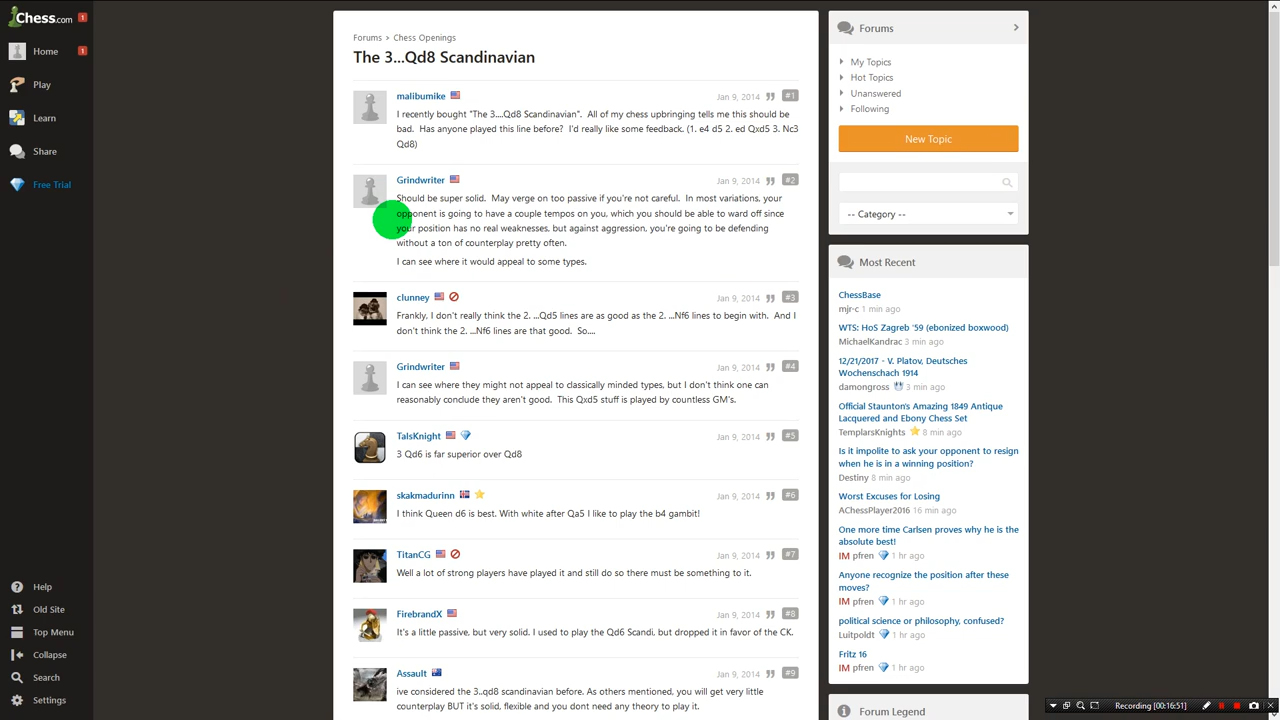 Chess.com
1
Home
1
Play
Learn
Share
Free Trial
Help
Old Site
Top Menu
Collapse
Search
Settings
Forums > Chess Openings
The 3...Qd8 Scandinavian
malibumike
Jan 9, 2014
#1
I recently bought "The 3....Qd8 Scandinavian". All of my chess upbringing tells me this should be
bad. Has anyone played this line before? I'd really like some feedback. (1. e4 d5 2. ed Qxd5 3. Nc3
Qd8)
Grindwriter
Jan 9, 2014
#2
Should be super solid. May verge on too passive if you're not careful. In most variations, your
opponent is going to have a couple tempos on you, which you should be able to ward off since
your position has no real weaknesses, but against aggression, you're going to be defending
without a ton of counterplay pretty often.
I can see where it would appeal to some types.
clunney
Jan 9, 2014
#3
Frankly, I don't really think the 2. ...Qd5 lines are as good as the 2. ...Nf6 lines to begin with. And I
don't think the 2. ...Nf6 lines are that good. So....
Grindwriter
Jan 9, 2014
#4
I can see where they might not appeal to classically minded types, but I don't think one can
reasonably conclude they aren't good. This Qxd5 stuff is played by countless GM's.
TalsKnight
Jan 9, 2014
#5
3 Qd6 is far superior over Qd8
skakmadurinn
Jan 9, 2014
#6
I think Queen d6 is best. With white after Qa5 I like to play the b4 gambit!
TitanCG
Jan 9, 2014
#7
Well a lot of strong players have played it and still do so there must be something to it.
FirebrandX
Jan 9, 2014
#8
It's a little passive, but very solid. I used to play the Qd6 Scandi, but dropped it in favor of the CK.
Assault
Jan 9, 2014
#9
ive considered the 3..qd8 scandinavian before. As others mentioned, you will get very little
counterplay BUT it's solid, flexible and you dont need any theory to play it.
Forums
My Topics
Hot Topics
Unanswered
Following
New Topic
-- Category --
Most Recent
ChessBase
mjr-c 1 min ago
WTS: HoS Zagreb '59 (ebonized boxwood)
MichaelKandrac 3 min ago
12/21/2017 - V. Platov, Deutsches
Wochenschach 1914
damongross 3 min ago
Official Staunton's Amazing 1849 Antique
Lacquered and Ebony Chess Set
TemplarsKnights 8 min ago
Is it impolite to ask your opponent to resign
when he is in a winning position?
Destiny 8 min ago
Worst Excuses for Losing
AChessPlayer2016 16 min ago
One more time Carlsen proves why he is the
absolute best!
IM pfren 1 hr ago
Anyone recognize the position after these
moves?
IM pfren 1 hr ago
political science or philosophy, confused?
Luitpoldt 1 hr ago
Fritz 16
IM pfren 1 hr ago
Forum Legend
Recording [00:16:51]